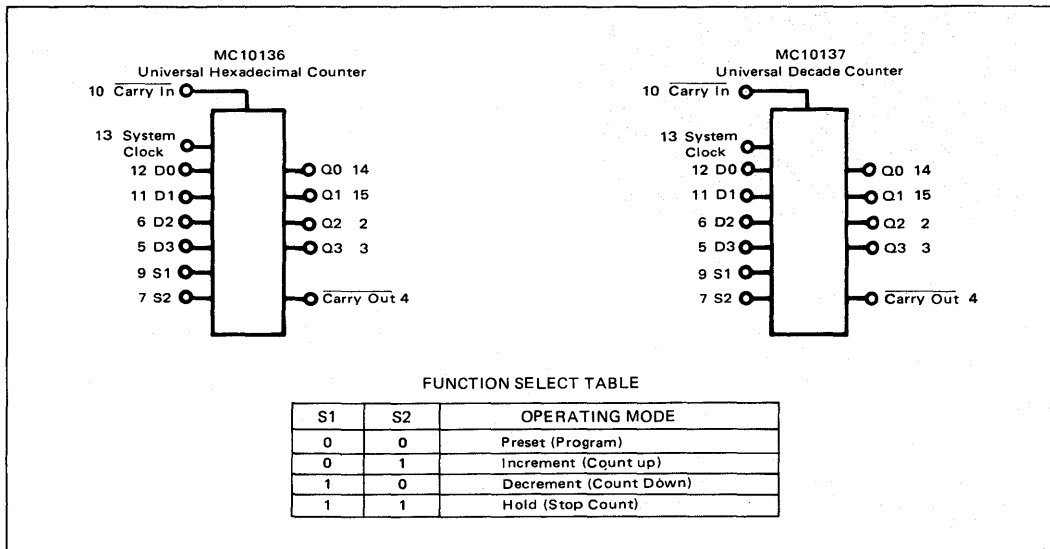 MC10136
Universal Hexadecimal Counter
10 Carry In
13 System
Clock
12 D0
11 D1
6 D2
5 D3
9 S1
7 S2
Q0 14
Q1 15
Q2 2
Q3 3
Carry Out 4
MC10137
Universal Decade Counter
10 Carry In
13 System
Clock
12 D0
11 D1
6 D2
5 D3
9 S1
7 S2
Q0 14
Q1 15
Q2 2
Q3 3
Carry Out 4
FUNCTION SELECT TABLE
S1 S2 OPERATING MODE
0 0 Preset (Program)
0 1 Increment (Count up)
1 0 Decrement (Count Down)
1 1 Hold (Stop Count)